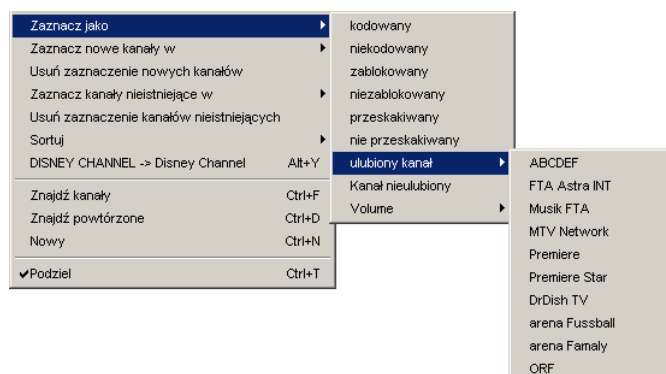 Zaznacz jako
Zaznacz nowe kanały w
Usuń zaznaczenie nowych kanałów
Zaznacz kanały nieistniejące w
Usuń zaznaczenie kanałów nieistniejących
Sortuj
DISNEY CHANNEL -> Disney Channel Alt+Y
Znajdź kanały Ctrl+F
Znajdź powtórzone Ctrl+D
Nowy Ctrl+N
Podziel Ctrl+T
kodowany
niekodowany
zablokowany
niezablokowany
przeskakiwany
nie przeskakiwany
ulubiony kanał
Kanał nieulubiony
Volume
ABCDEF
FTA Astra INT
Musik FTA
MTV Network
Premiere
Premiere Star
DrDish TV
arena Fussball
arena Famaly
ORF